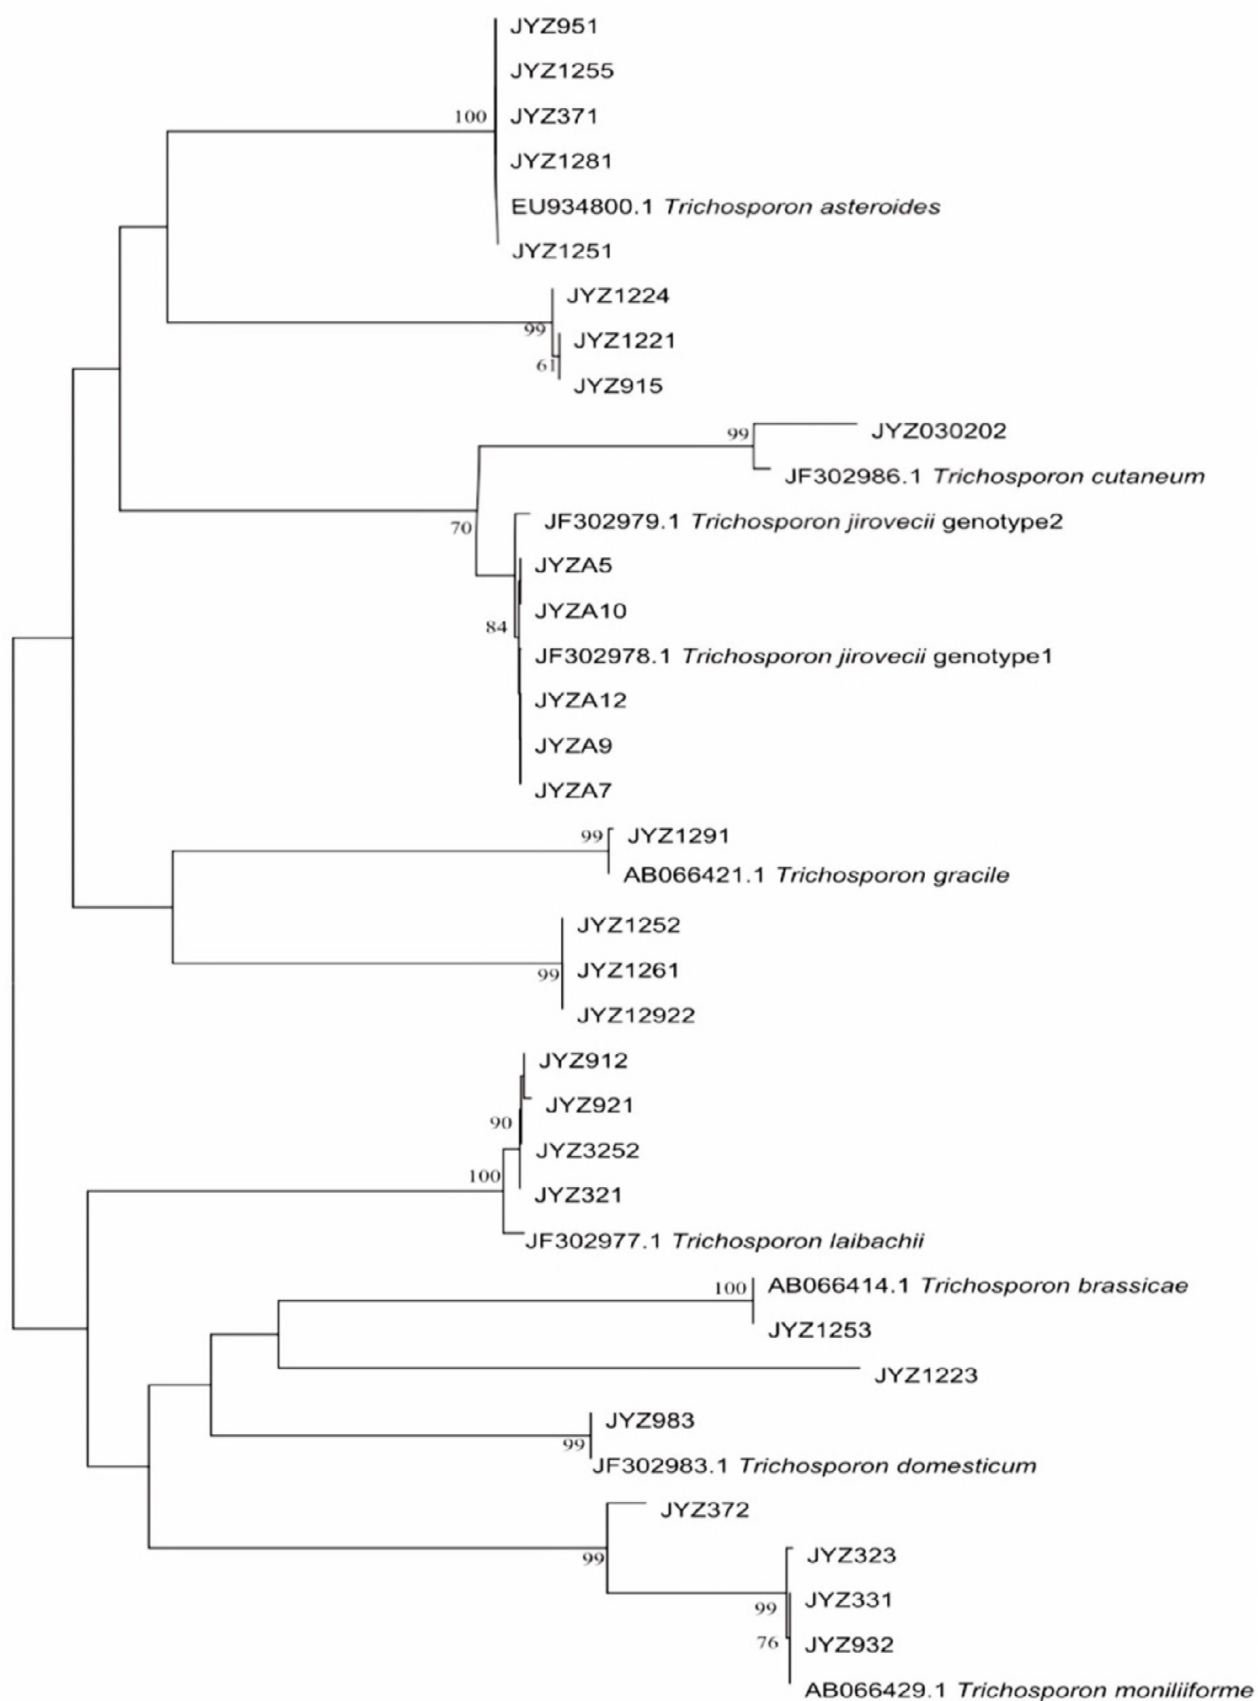 JYZ951
JYZ1255
100 JYZ371
JYZ1281
EU934800.1 Trichosporon asteroides
JYZ1251
JYZ1224
99
JYZ1221
61
JYZ915
99 JYZ030202
JF302986.1 Trichosporon cutaneum
JF302979.1 Trichosporon jirovecii genotype2
70
JYZA5
JYZA10
84
JF302978.1 Trichosporon jirovecii genotype1
JYZA12
JYZA9
JYZA7
99 JYZ1291
AB066421.1 Trichosporon gracile
JYZ1252
99 JYZ1261
JYZ12922
JYZ912
JYZ921
90
JYZ3252
100
JYZ321
JF302977.1 Trichosporon laibachii
100 AB066414.1 Trichosporon brassicae
JYZ1253
JYZ1223
JYZ983
99
JF302983.1 Trichosporon domesticum
JYZ372
99 JYZ323
99 JYZ331
76 JYZ932
AB066429.1 Trichosporon moniliiforme